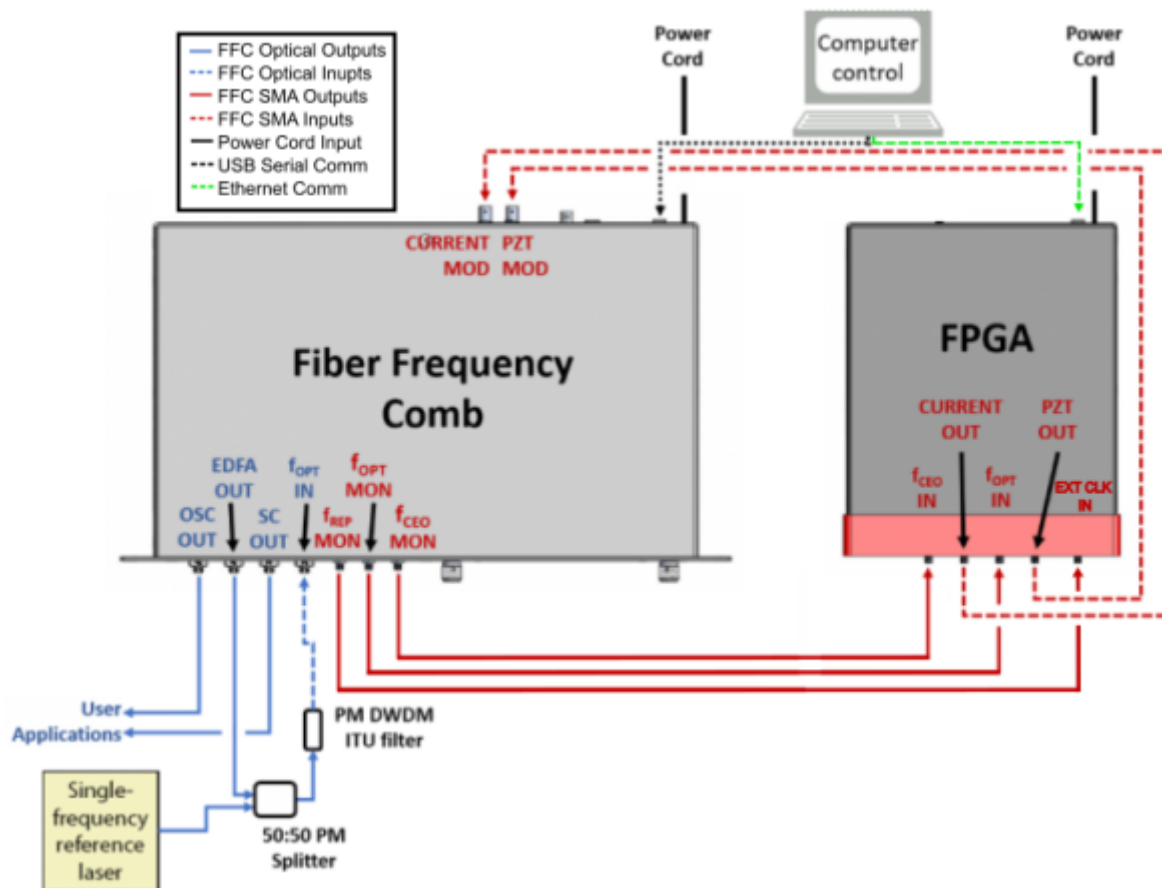 FFC Optical Outputs
FFC Optical Inupts
FFC SMA Outputs
FFC SMA Inputs
Power Cord Input
USB Serial Comm
Ethernet Comm
Power
Cord
Computer
control
Power
Cord
CURRENT
MOD
PZT
MOD
Fiber Frequency
Comb
FPGA
CURRENT
OUT
PZT
OUT
EDFA
OUT
fOPT
IN
fOPT
MON
OSC
OUT
SC
OUT
fREP
MON
fCEO
MON
fCEO
IN
fOPT
IN
EXT CLK
IN
User
Applications
PM DWDM
ITU filter
Single-
frequency
reference
laser
50:50 PM
Splitter